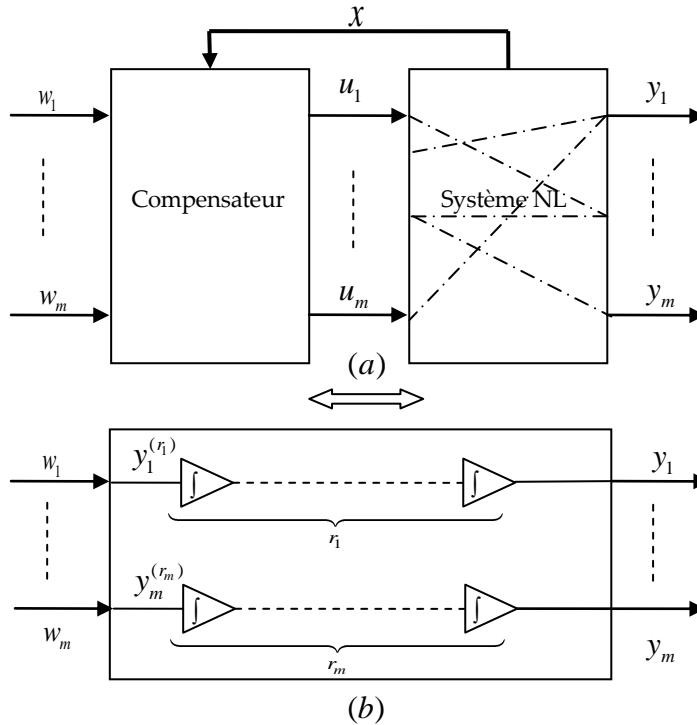 x
w₁ u₁ y₁
Compensateur Système NL
wₘ uₘ yₘ
(a)
w₁ y₁^(r₁) ∫ ∫ y₁
r₁
yₘ^(rₘ) ∫ ∫
wₘ yₘ
rₘ
(b)